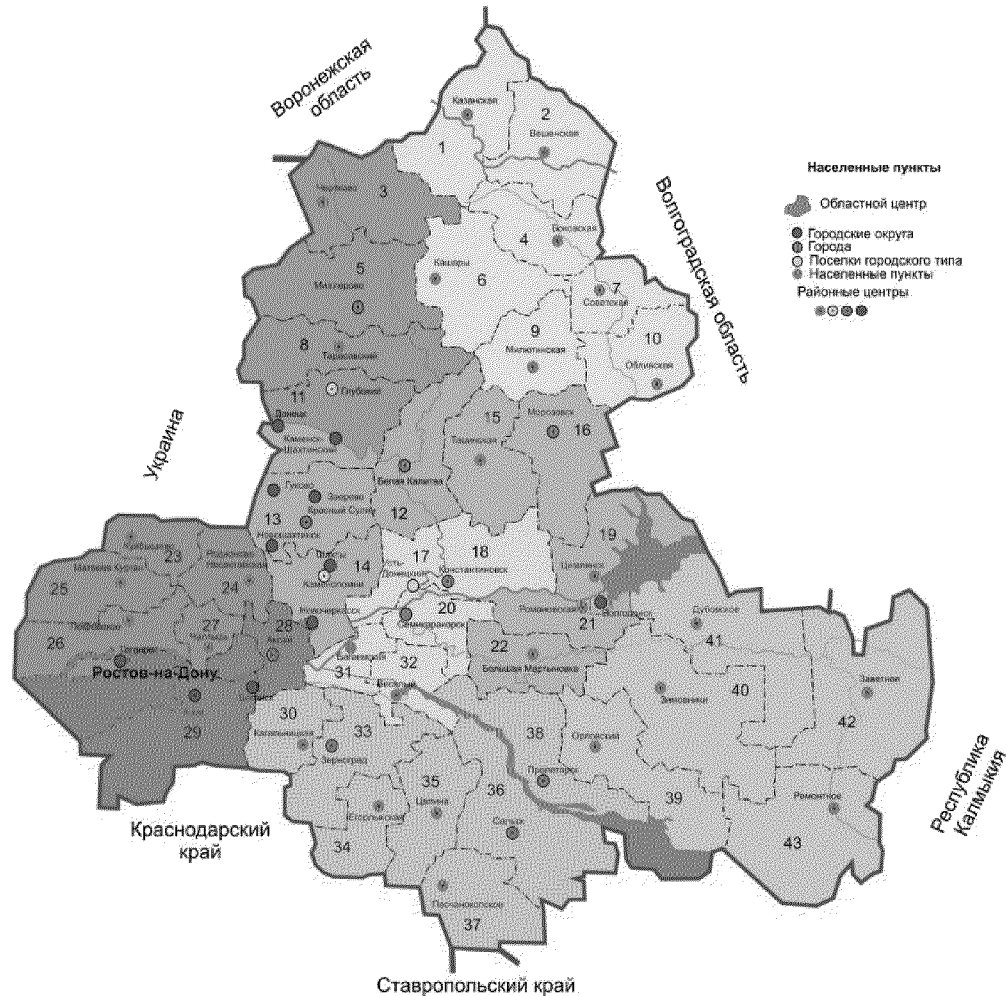 Воронежская
область
Казанская
2
1
Вешенская
Населенные пункты
Чертково
3
Областной центр
Волгоградская область
Городские округа
Города
Поселки городского типа
Населенные пункты
Районные центры
4
Боковская
5
Кашары
6
Миллерово
7
Советская
8
9
10
Тарасовский
Милютинская
Обливская
11
Глубокий
Донецк
Каменск-
Шахтинский
15
Морозовск
16
Тацинская
Украина
Белая Калитва
Гуково
Зверево
Красный Сулин
13
12
Новошахтинск
19
Куйбышево
23
Родионово-
Несветайская
Матвеев Курган
Шахты
14
17
18
Усть-
Донецкий
Константиновск
Цимлянск
25
24
Каменоломни
Новочеркасск
20
Романовская
Волгодонск
21
Дубовское
41
26
27
28
Аксай
Семикаракорск
22
Таганрог
Багаевская
32
Большая Мартыновка
Ростов-на-Дону
31
Веселый
Зимовники
40
Заветное
42
29
30
Кагальницкая
33
Зерноград
38
Орловский
Пролетарск
35
36
39
Ремонтное
Целина
Егорлыкская
Сальск
34
43
Республика
Калмыкия
Краснодарский
край
Песчанокопское
37
Ставропольский край